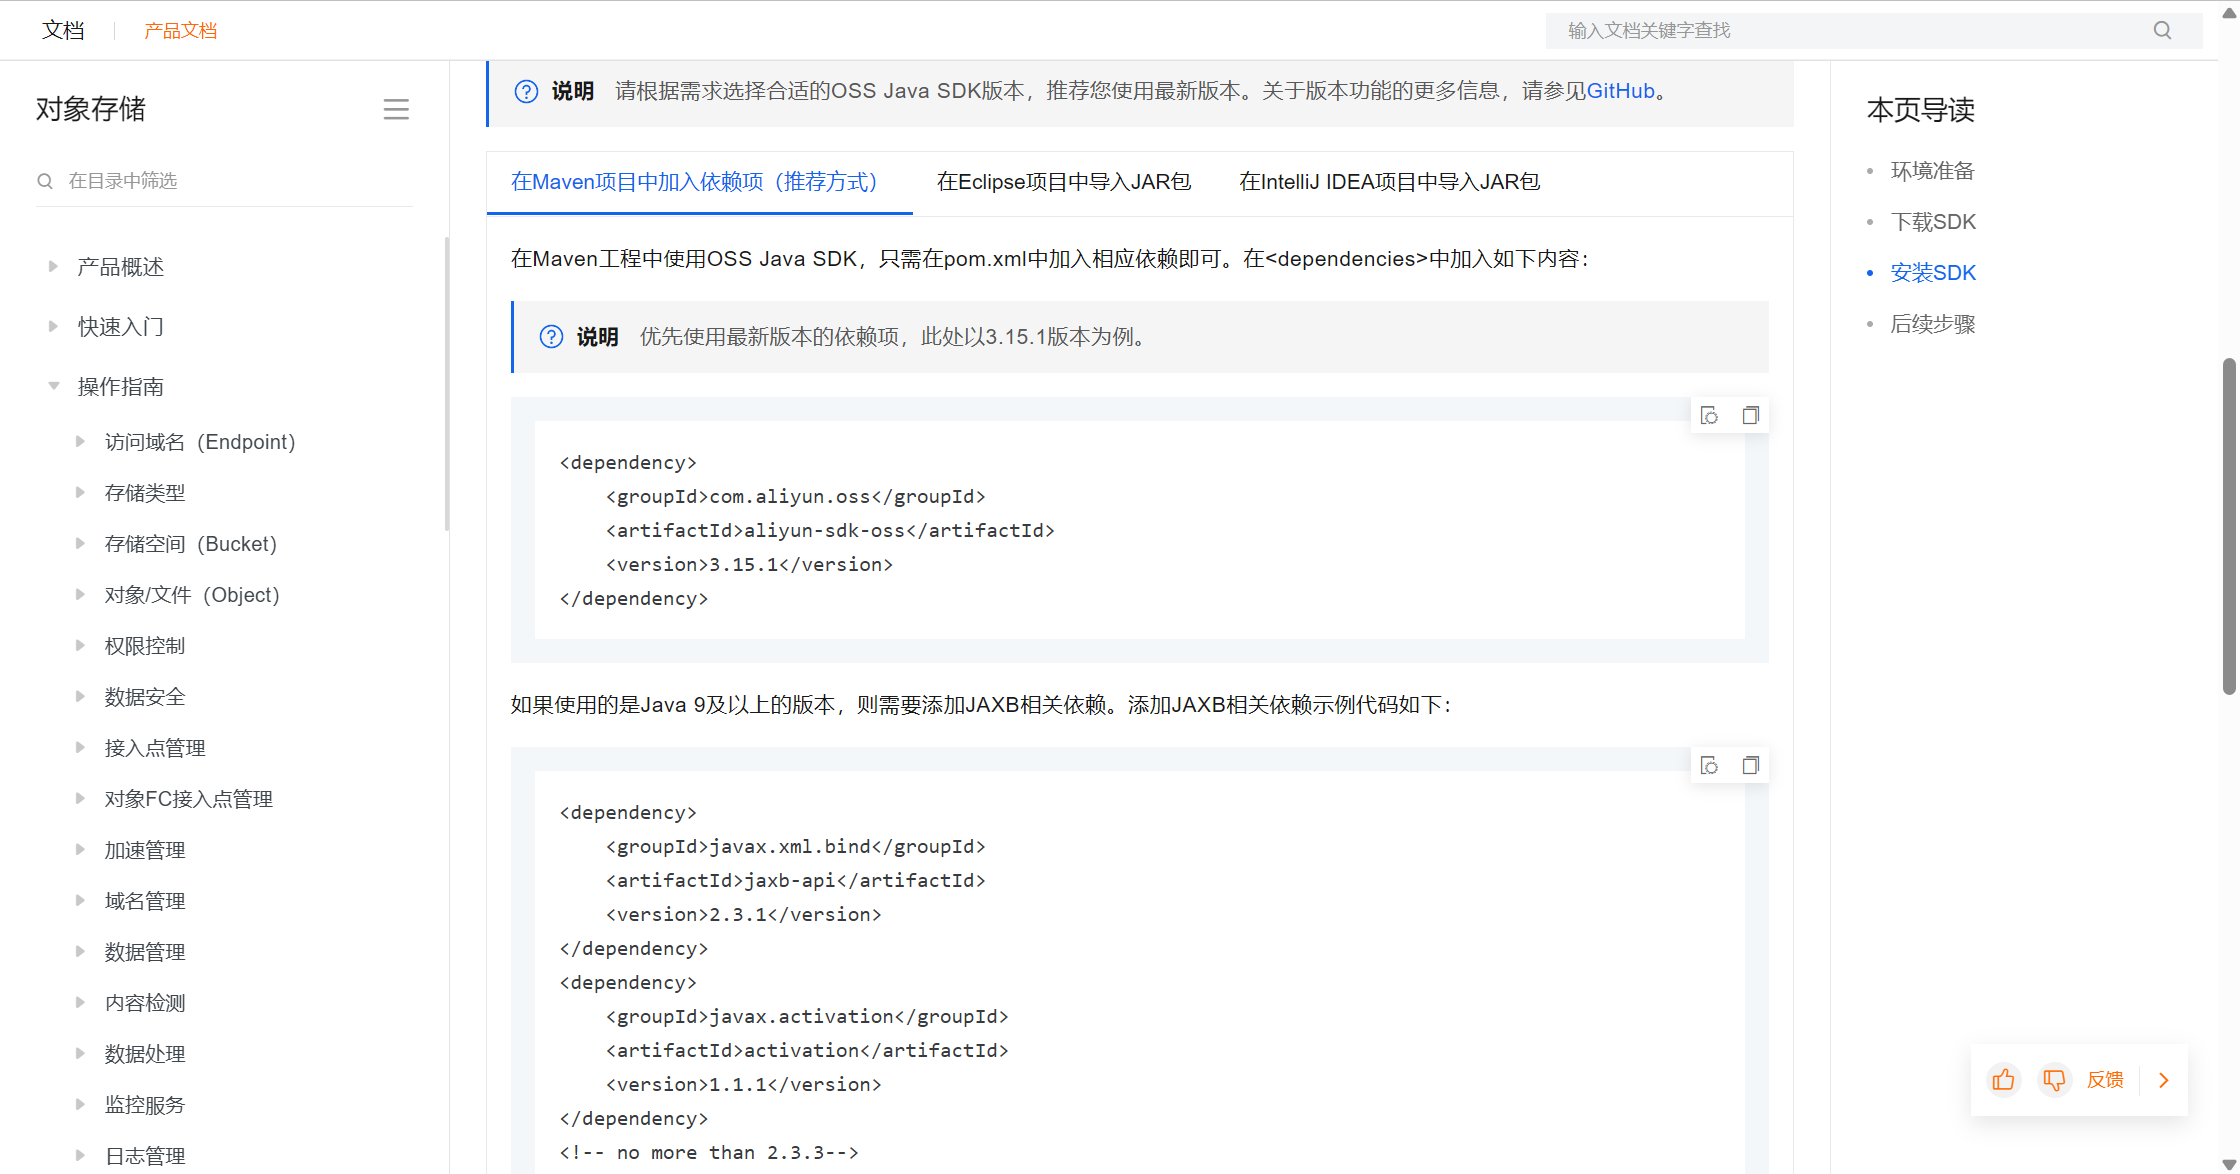 文档
产品文档
输入文档关键字查找
对象存储
在目录中筛选
产品概述
快速入门
操作指南
访问域名（Endpoint）
存储类型
存储空间（Bucket）
对象/文件（Object）
权限控制
数据安全
接入点管理
对象FC接入点管理
加速管理
域名管理
数据管理
内容检测
数据处理
监控服务
日志管理
说明 请根据需求选择合适的OSS Java SDK版本，推荐您使用最新版本。关于版本功能的更多信息，请参见GitHub。
在Maven项目中加入依赖项（推荐方式） 在Eclipse项目中导入JAR包 在IntelliJ IDEA项目中导入JAR包
在Maven工程中使用OSS Java SDK，只需在pom.xml中加入相应依赖即可。在<dependencies>中加入如下内容：
说明 优先使用最新版本的依赖项，此处以3.15.1版本为例。
<dependency>
    <groupId>com.aliyun.oss</groupId>
    <artifactId>aliyun-sdk-oss</artifactId>
    <version>3.15.1</version>
</dependency>
如果使用的是Java 9及以上的版本，则需要添加JAXB相关依赖。添加JAXB相关依赖示例代码如下：
<dependency>
    <groupId>javax.xml.bind</groupId>
    <artifactId>jaxb-api</artifactId>
    <version>2.3.1</version>
</dependency>
<dependency>
    <groupId>javax.activation</groupId>
    <artifactId>activation</artifactId>
    <version>1.1.1</version>
</dependency>
<!-- no more than 2.3.3-->
本页导读
环境准备
下载SDK
安装SDK
后续步骤
反馈